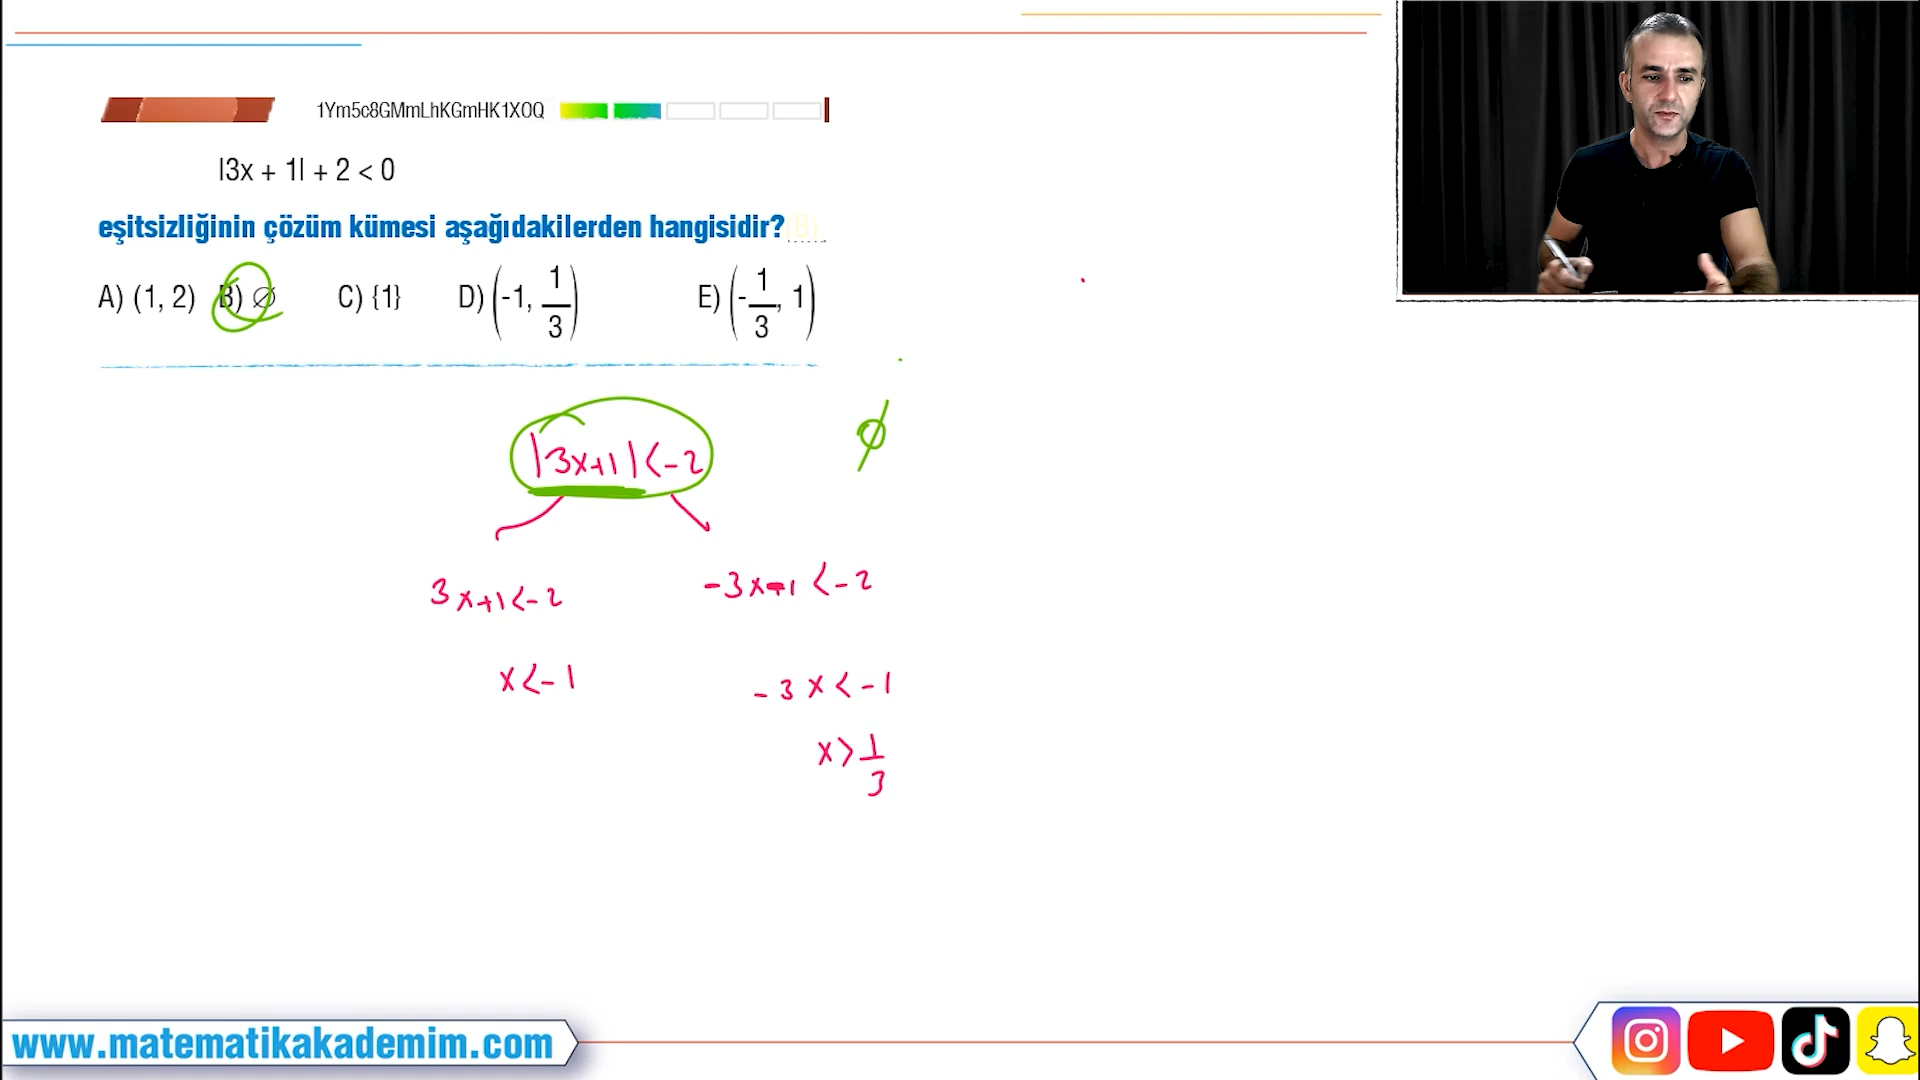 1Ym5c8GMmLhKGmHK1XOQ
|3x + 1| + 2 < 0
eşitsizliğinin çözüm kümesi aşağıdakilerden hangisidir? (B)
A) (1, 2) B) ∅ C) {1} D) (-1, 1/3) E) (-1/3, 1)
|3x+1|<-2 ∅
3x+1<-2 -3x-1<-2
x<-1 -3x<-1
x>1/3
www.matematikakademim.com